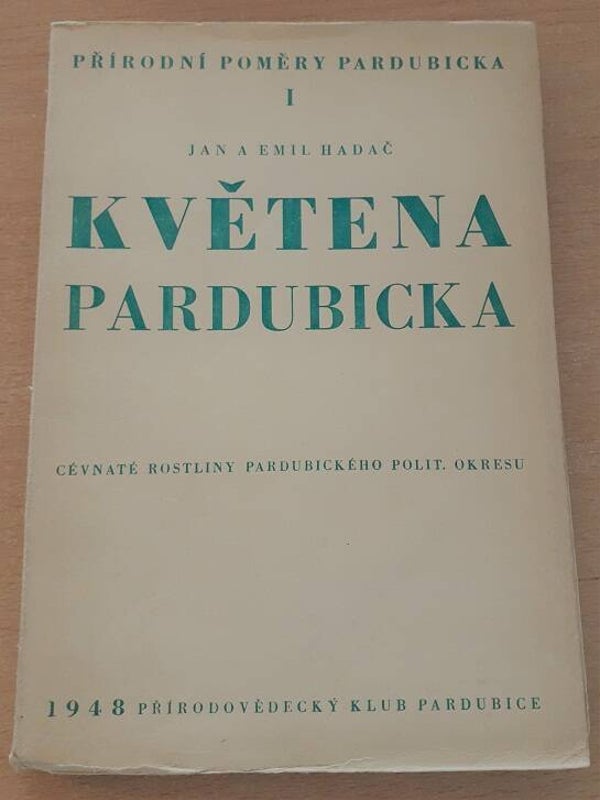 PŘÍRODNÍ POMĚRY PARDUBICKA
I
JAN A EMIL HADAČ
KVĚTENA
PARDUBICKA
CÉVNATÉ ROSTLINY PARDUBICKÉHO POLIT. OKRESU
1948 PŘÍRODOVĚDECKÝ KLUB PARDUBICE